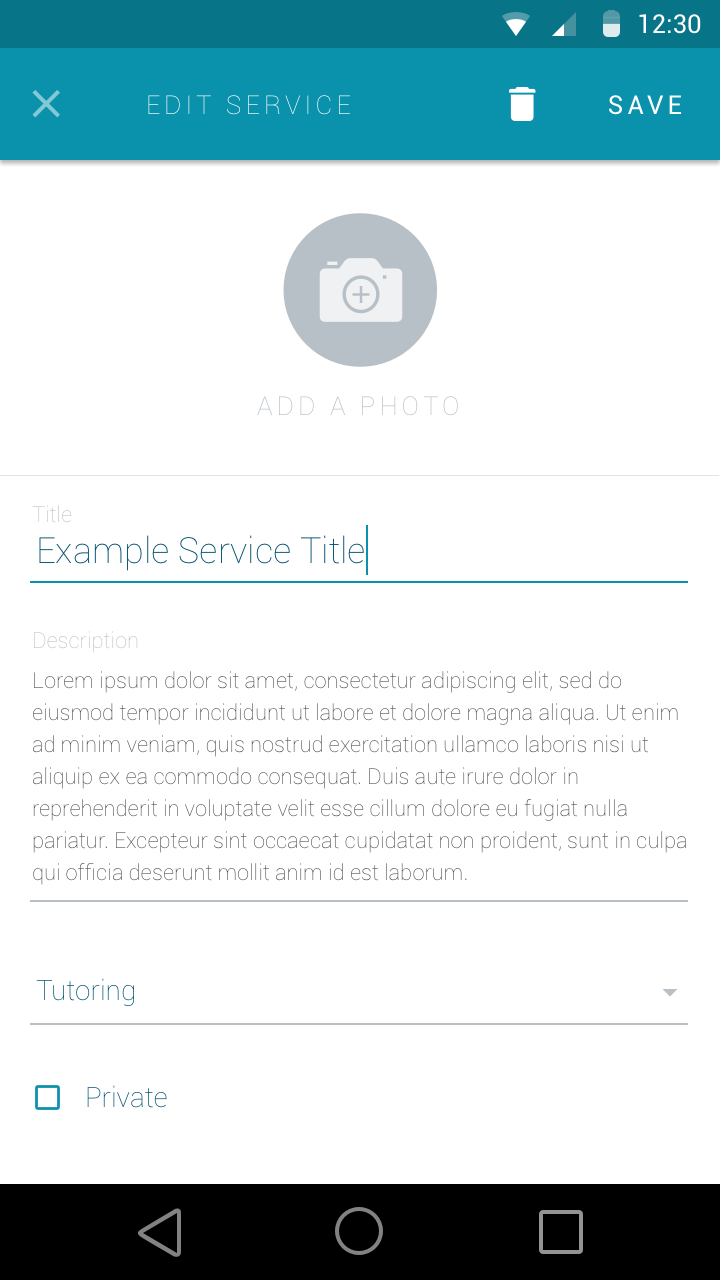 12:30
EDIT SERVICE
SAVE
ADD A PHOTO
Title
Example Service Title
Description
Lorem ipsum dolor sit amet, consectetur adipiscing elit, sed do
eiusmod tempor incididunt ut labore et dolore magna aliqua. Ut enim
ad minim veniam, quis nostrud exercitation ullamco laboris nisi ut
aliquip ex ea commodo consequat. Duis aute irure dolor in
reprehenderit in voluptate velit esse cillum dolore eu fugiat nulla
pariatur. Excepteur sint occaecat cupidatat non proident, sunt in culpa
qui officia deserunt mollit anim id est laborum.
Tutoring
Private